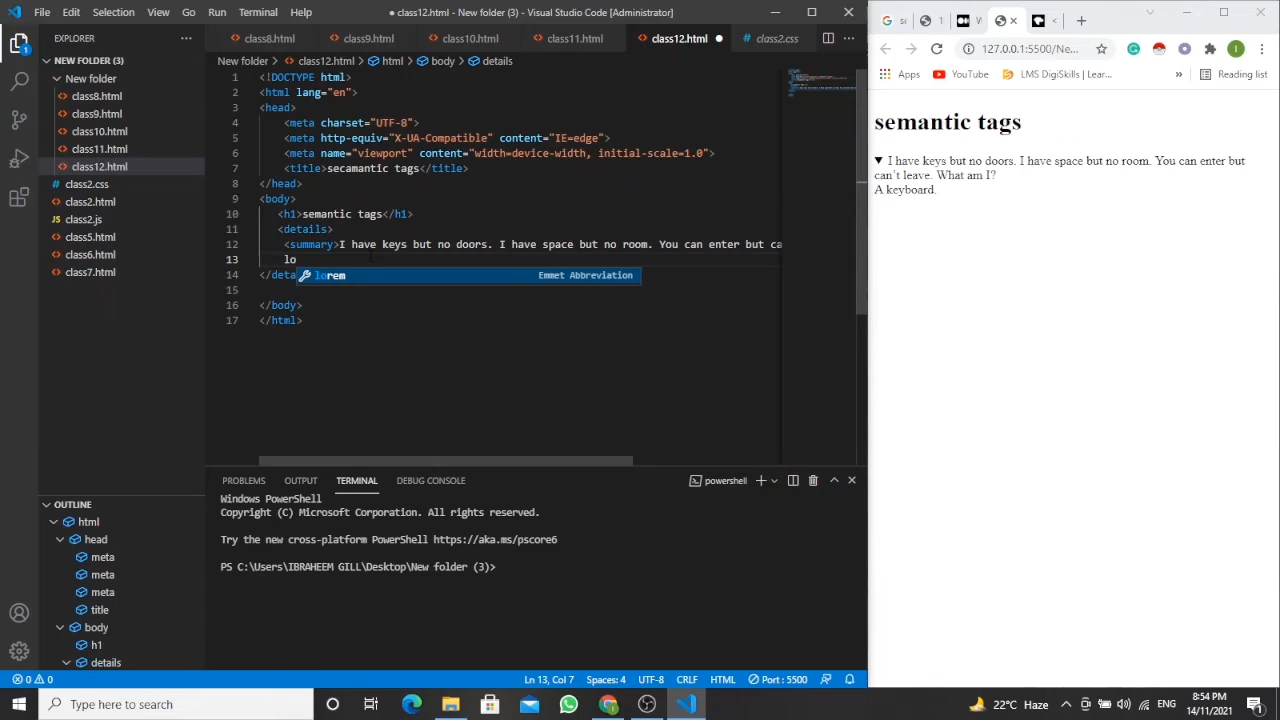 File Edit Selection View Go Run Terminal Help
● class12.html - New folder (3) - Visual Studio Code [Administrator]
EXPLORER
NEW FOLDER (3)
New folder
class8.html
class9.html
class10.html
class11.html
class12.html
class2.css
class2.html
class2.js
class5.html
class6.html
class7.html
1
OUTLINE
html
head
meta
meta
meta
title
body
h1
details
class8.html class9.html class10.html class11.html class12.html class2.css
New folder > class12.html > html > body > details
1 <!DOCTYPE html>
2 <html lang="en">
3 <head>
4 <meta charset="UTF-8">
5 <meta http-equiv="X-UA-Compatible" content="IE=edge">
6 <meta name="viewport" content="width=device-width, initial-scale=1.0">
7 <title>secmantic tags</title>
8 </head>
9 <body>
10 <h1>semantic tags</h1>
11 <details>
12 <summary>I have keys but no doors. I have space but no room. You can enter but ca
13 lo
lorem Emmet Abbreviation
14 </deta
15
16 </body>
17 </html>
PROBLEMS OUTPUT TERMINAL DEBUG CONSOLE
powershell
Windows PowerShell
Copyright (C) Microsoft Corporation. All rights reserved.
Try the new cross-platform PowerShell https://aka.ms/pscore6
PS C:\Users\IBRAHEEM GILL\Desktop\New folder (3)>
0 0 Ln 13, Col 7 Spaces: 4 UTF-8 CRLF HTML Port : 5500
127.0.0.1:5500/Ne...
Apps YouTube LMS DigiSkills | Lear... » Reading list
semantic tags
▼ I have keys but no doors. I have space but no room. You can enter but
can't leave. What am I?
A keyboard.
Type here to search
22°C Haze
8:54 PM
14/11/2021
1